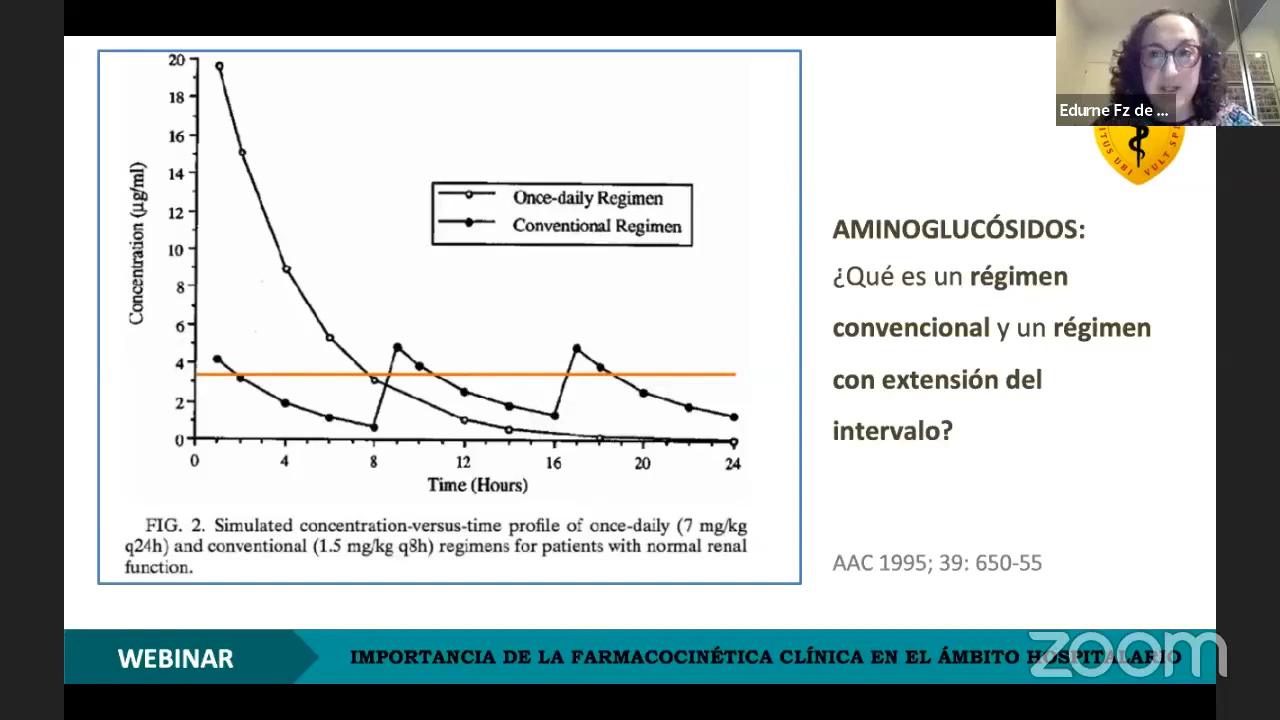 Edurne Fz de ...
ITUS UBI VULT SPI
20
18
16
14
12
10
8
6
4
2
0
Concentration (µg/ml)
Once-daily Regimen
Conventional Regimen
0 4 8 12 16 20 24
Time (Hours)
FIG. 2. Simulated concentration-versus-time profile of once-daily (7 mg/kg
q24h) and conventional (1.5 mg/kg q8h) regimens for patients with normal renal
function.
AMINOGLUCÓSIDOS:
¿Qué es un régimen
convencional y un régimen
con extensión del
intervalo?
AAC 1995; 39: 650-55
WEBINAR
IMPORTANCIA DE LA FARMACOCINÉTICA CLÍNICA EN EL ÁMBITO HOSPITALARIO
zoom